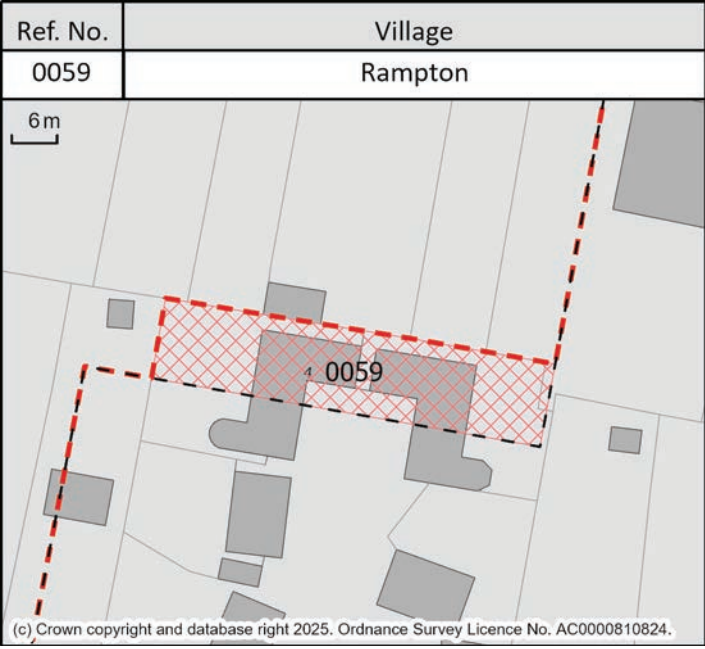 Ref. No. Village
0059 Rampton
6 m
4 0059
(c) Crown copyright and database right 2025. Ordnance Survey Licence No. AC0000810824.